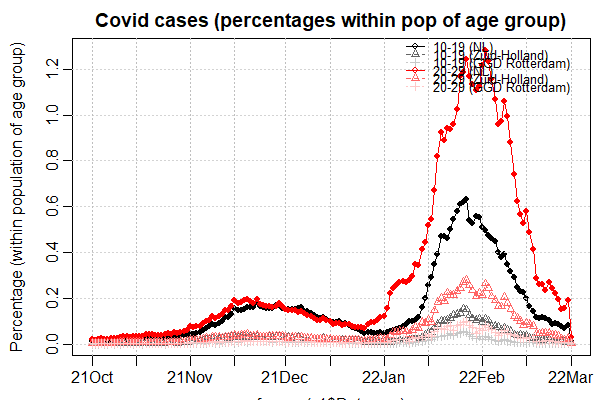 Covid cases (percentages within pop of age group)
Percentage (within population of age group)
1.2
1.0
0.8
0.6
0.4
0.2
0.0
10-19 (NL)
10-19 (Zuid-Holland)
10-19 (GGD Rotterdam)
20-29 (NL)
20-29 (Zuid-Holland)
20-29 (GGD Rotterdam)
21Oct 21Nov 21Dec 22Jan 22Feb 22Mar